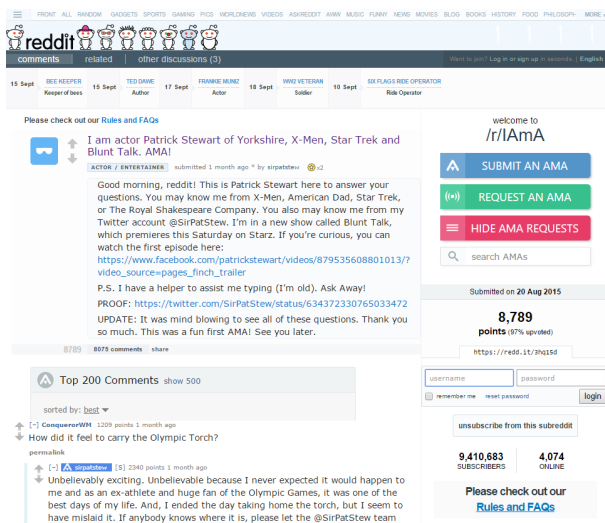 FRONT ALL RANDOM GADGETS SPORTS GAMING PICS WORLDNEWS VIDEOS ASKREDDIT AWW MUSIC FUNNY NEWS MOVIES BLOG BOOKS HISTORY FOOD PHILOSOPH- MORE
reddit
comments related other discussions (3)
Want to join? Log in or sign up in seconds. | English
15 Sept BEE KEEPER Keeper of bees
15 Sept TED DAWE Author
17 Sept FRANKIE MUNIZ Actor
18 Sept WW2 VETERAN Soldier
10 Sept SIX FLAGS RIDE OPERATOR Ride Operator
Please check out our Rules and FAQs
I am actor Patrick Stewart of Yorkshire, X-Men, Star Trek and
Blunt Talk. AMA!
ACTOR / ENTERTAINER submitted 1 month ago * by sirpatstew x2
Good morning, reddit! This is Patrick Stewart here to answer your
questions. You may know me from X-Men, American Dad, Star Trek,
or The Royal Shakespeare Company. You also may know me from my
Twitter account @SirPatStew. I'm in a new show called Blunt Talk,
which premieres this Saturday on Starz. If you're curious, you can
watch the first episode here:
https://www.facebook.com/patrickstewart/videos/879535608801013/?
video_source=pages_finch_trailer
P.S. I have a helper to assist me typing (I'm old). Ask Away!
PROOF: https://twitter.com/SirPatStew/status/634372330765033472
UPDATE: It was mind blowing to see all of these questions. Thank you
so much. This was a fun first AMA! See you later.
8789 8075 comments share
Top 200 Comments show 500
sorted by: best
[-] ConquerorWM 1209 points 1 month ago
How did it feel to carry the Olympic Torch?
permalink
[-] sirpatstew [S] 2340 points 1 month ago
Unbelievably exciting. Unbelievable because I never expected it would happen to
me and as an ex-athlete and huge fan of the Olympic Games, it was one of the
best days of my life. And, I ended the day taking home the torch, but I seem to
have mislaid it. If anybody knows where it is, please let the @SirPatStew team
welcome to
/r/IAmA
SUBMIT AN AMA
REQUEST AN AMA
HIDE AMA REQUESTS
search AMAs
Submitted on 20 Aug 2015
8,789
points (97% upvoted)
https://redd.it/3hq15d
username password
remember me reset password login
unsubscribe from this subreddit
9,410,683 4,074
SUBSCRIBERS ONLINE
Please check out our
Rules and FAQs